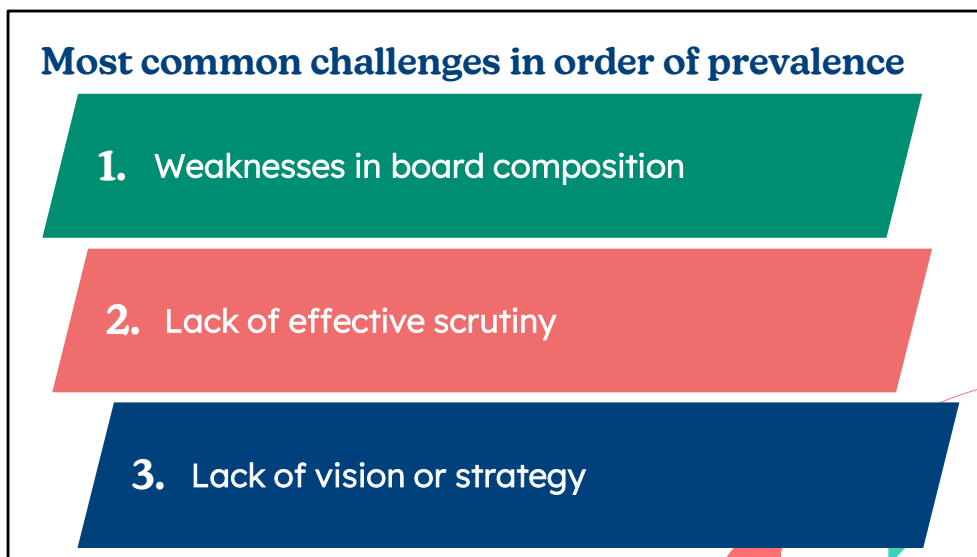 Most common challenges in order of prevalence
1. Weaknesses in board composition
2. Lack of effective scrutiny
3. Lack of vision or strategy